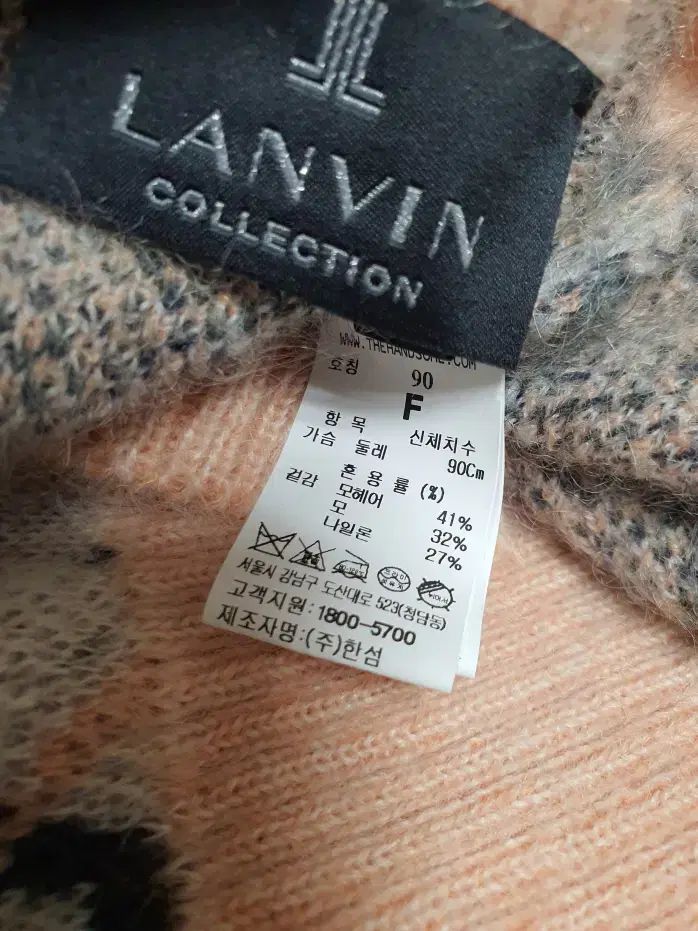 LANVIN
COLLECTION
WWW.THEHANDSOME.COM
호칭 90
F
항목 신체치수
가슴 둘레 90Cm
혼용률 (%)
겉감 모헤어 41%
모 32%
나일론 27%
서울시 강남구 도산대로 523(청담동)
고객지원:1800-5700
제조자명:(주)한섬